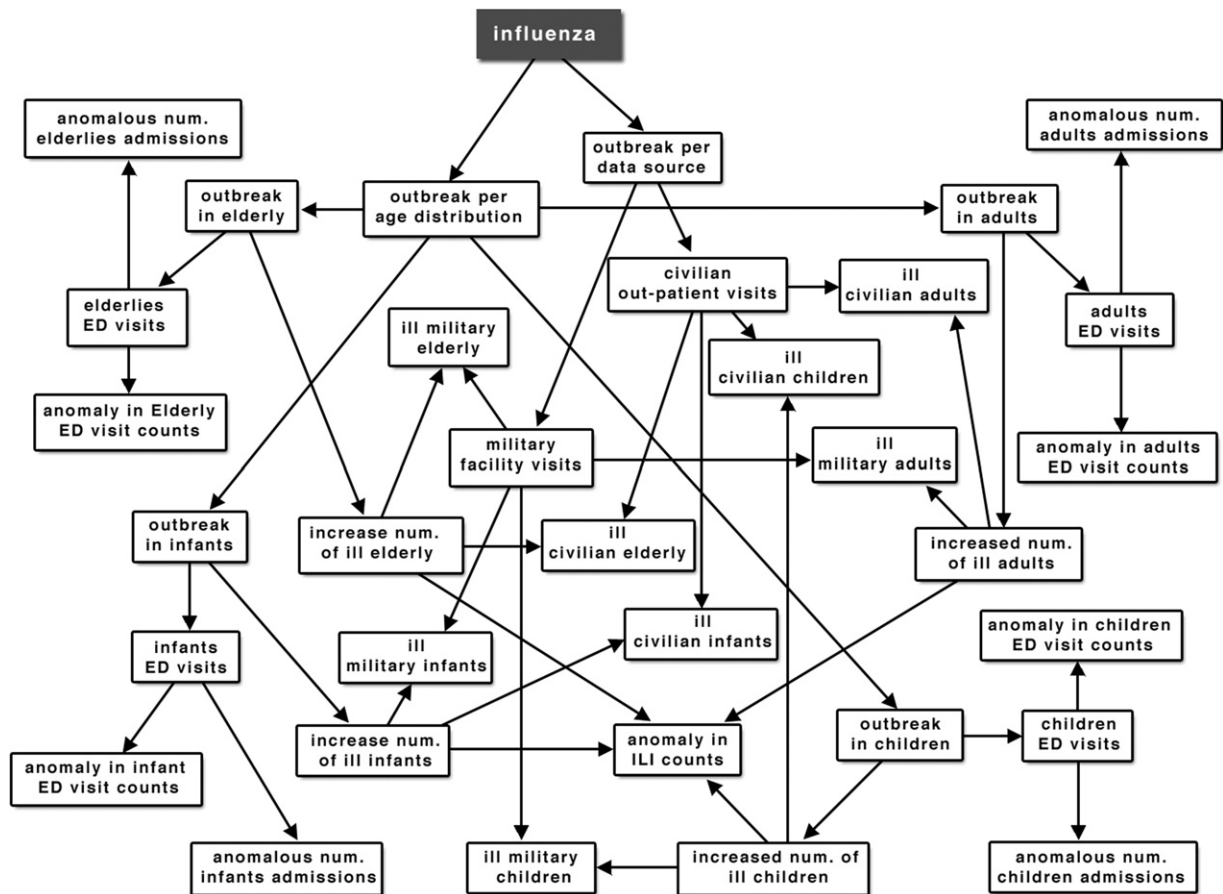 influenza
anomalous num.
elderlies admissions
anomalous num.
adults admissions
outbreak per
data source
outbreak
in elderly
outbreak per
age distribution
outbreak
in adults
civilian
out-patient visits
ill
civilian adults
elderlies
ED visits
adults
ED visits
ill military
elderly
ill
civilian children
anomaly in Elderly
ED visit counts
military
facility visits
ill
military adults
anomaly in adults
ED visit counts
outbreak
in infants
increase num.
of ill elderly
ill
civilian elderly
increased num.
of ill adults
infants
ED visits
ill
military infants
ill
civilian infants
anomaly in children
ED visit counts
increase num.
of ill infants
anomaly in
ILI counts
outbreak
in children
children
ED visits
anomaly in infant
ED visit counts
anomalous num.
infants admissions
ill military
children
increased num. of
ill children
anomalous num.
children admissions